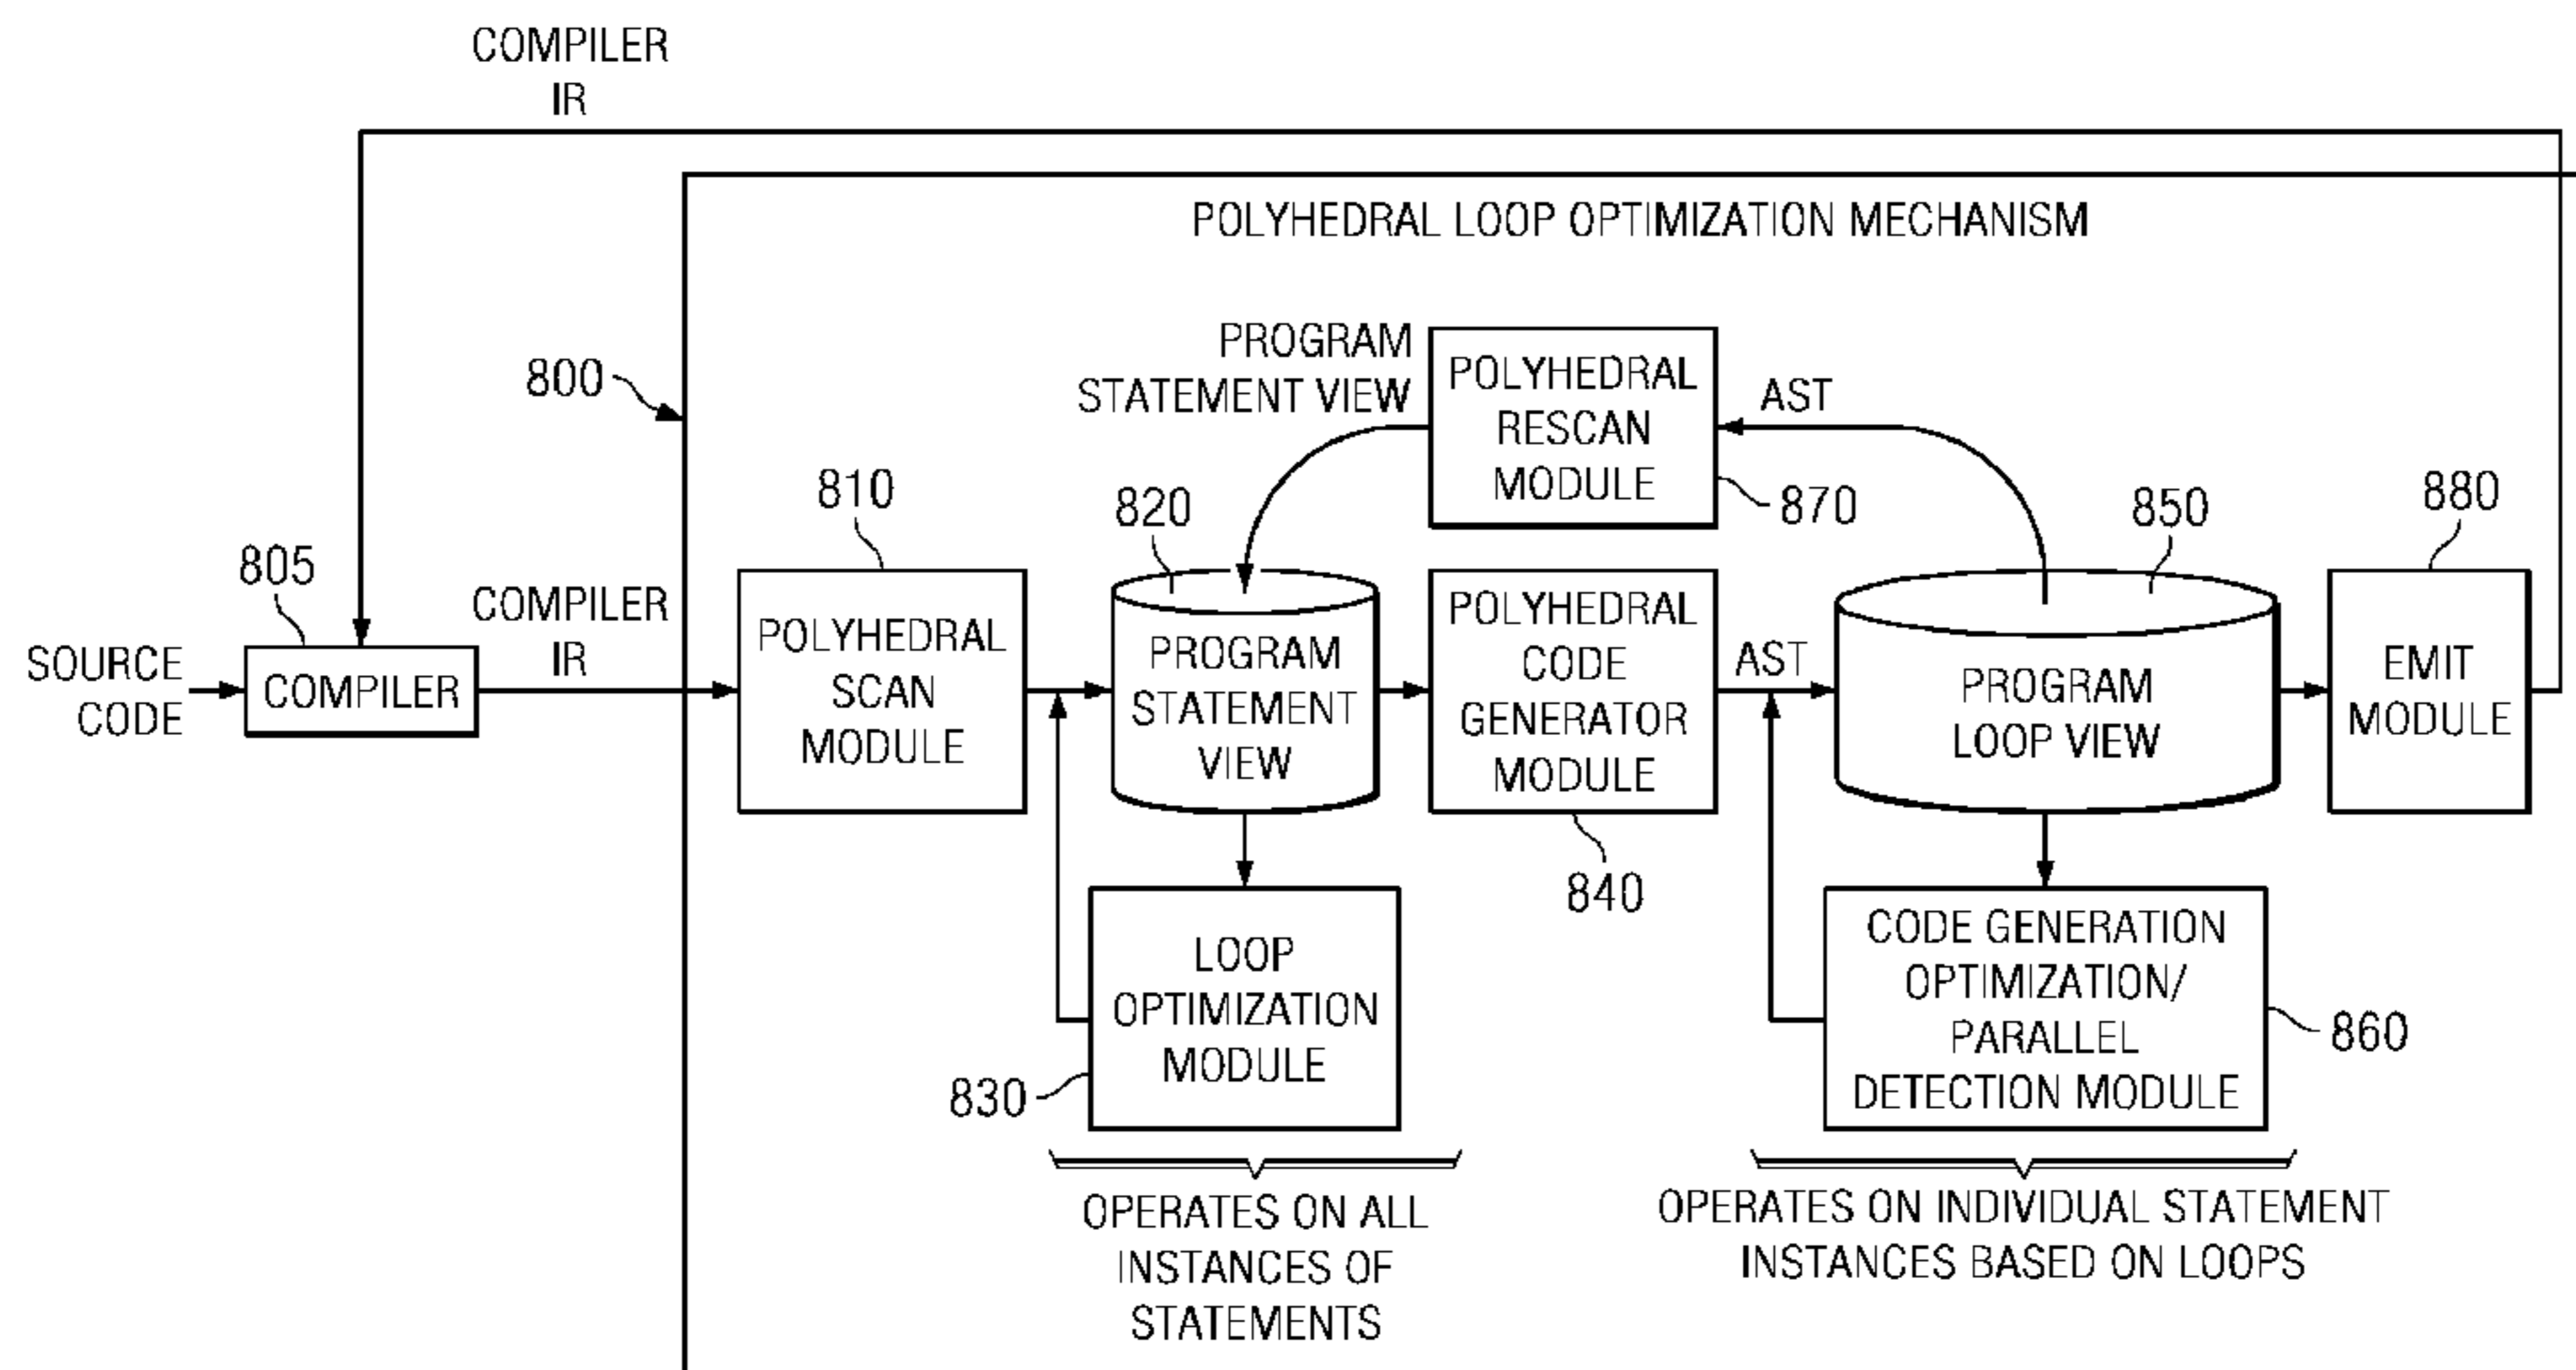 COMPILER
IR
POLYHEDRAL LOOP OPTIMIZATION MECHANISM
800
PROGRAM
STATEMENT VIEW
POLYHEDRAL
RESCAN
MODULE
AST
870
810
820
850
880
805
SOURCE
CODE
COMPILER
COMPILER
IR
POLYHEDRAL
SCAN
MODULE
PROGRAM
STATEMENT
VIEW
POLYHEDRAL
CODE
GENERATOR
MODULE
AST
PROGRAM
LOOP VIEW
EMIT
MODULE
840
LOOP
OPTIMIZATION
MODULE
830
CODE GENERATION
OPTIMIZATION/
PARALLEL
DETECTION MODULE
860
OPERATES ON ALL
INSTANCES OF
STATEMENTS
OPERATES ON INDIVIDUAL STATEMENT
INSTANCES BASED ON LOOPS